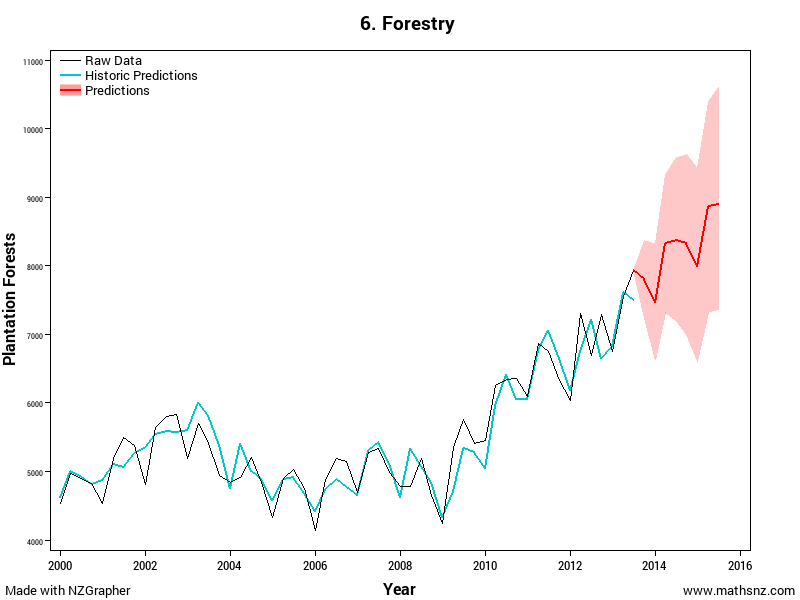 6. Forestry
Raw Data
Historic Predictions
Predictions
11000
10000
9000
8000
7000
6000
5000
4000
Plantation Forests
2000 2002 2004 2006 2008 2010 2012 2014 2016
Year
Made with NZGrapher
www.mathsnz.com